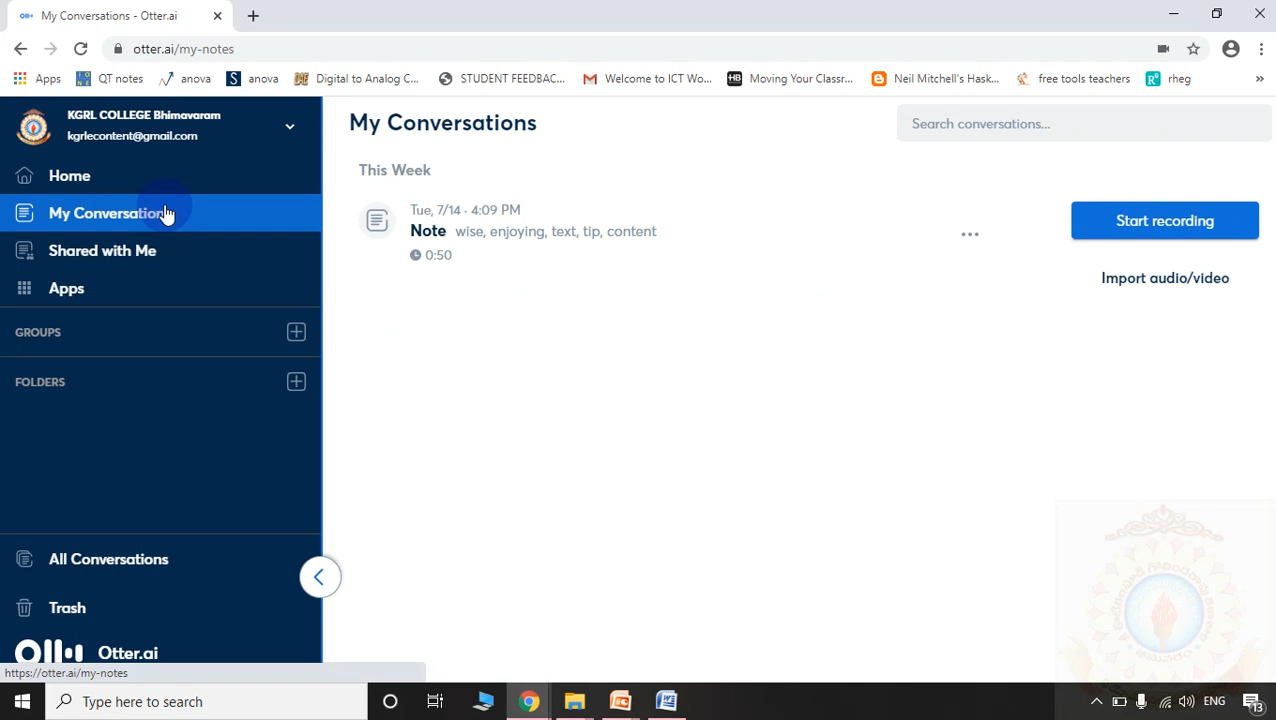 My Conversations - Otter.ai
otter.ai/my-notes
Apps
QT notes
anova
anova
Digital to Analog C...
STUDENT FEEDBAC...
Welcome to ICT Wo...
Moving Your Classr...
Neil Mitchell's Hask...
free tools teachers
rheg
KGRL COLLEGE Bhimavaram
kgrlecontent@gmail.com
My Conversations
Search conversations...
Home
This Week
My Conversation
Tue, 7/14 · 4:09 PM
Note wise, enjoying, text, tip, content
0:50
Start recording
Shared with Me
Import audio/video
Apps
GROUPS
FOLDERS
All Conversations
Trash
Otter.ai
https://otter.ai/my-notes
Type here to search
ENG
13